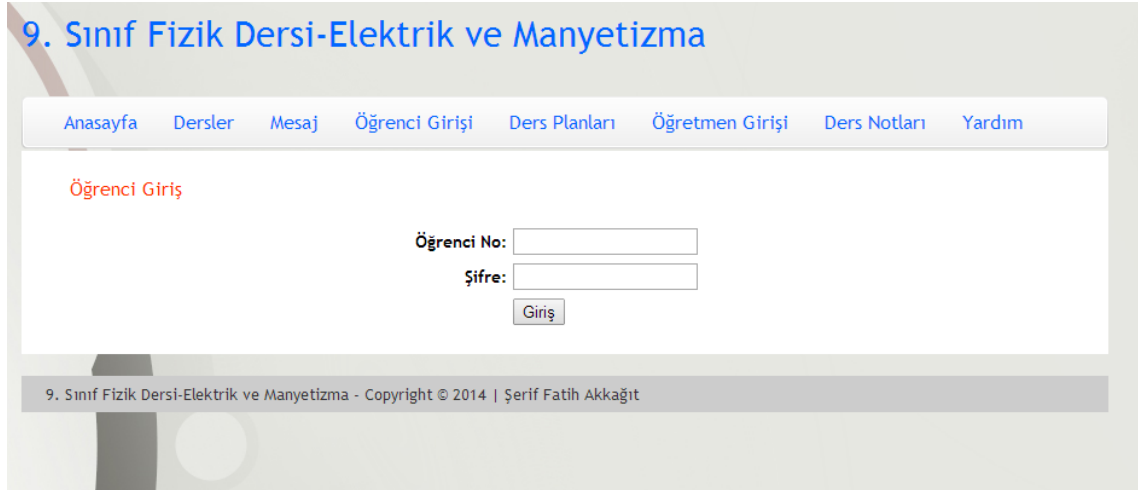 9. Sınıf Fizik Dersi-Elektrik ve Manyetizma
Anasayfa Dersler Mesaj Öğrenci Girişi Ders Planları Öğretmen Girişi Ders Notları Yardım
Öğrenci Giriş
Öğrenci No:
Şifre:
Giriş
9. Sınıf Fizik Dersi-Elektrik ve Manyetizma - Copyright © 2014 | Şerif Fatih Akkağıt